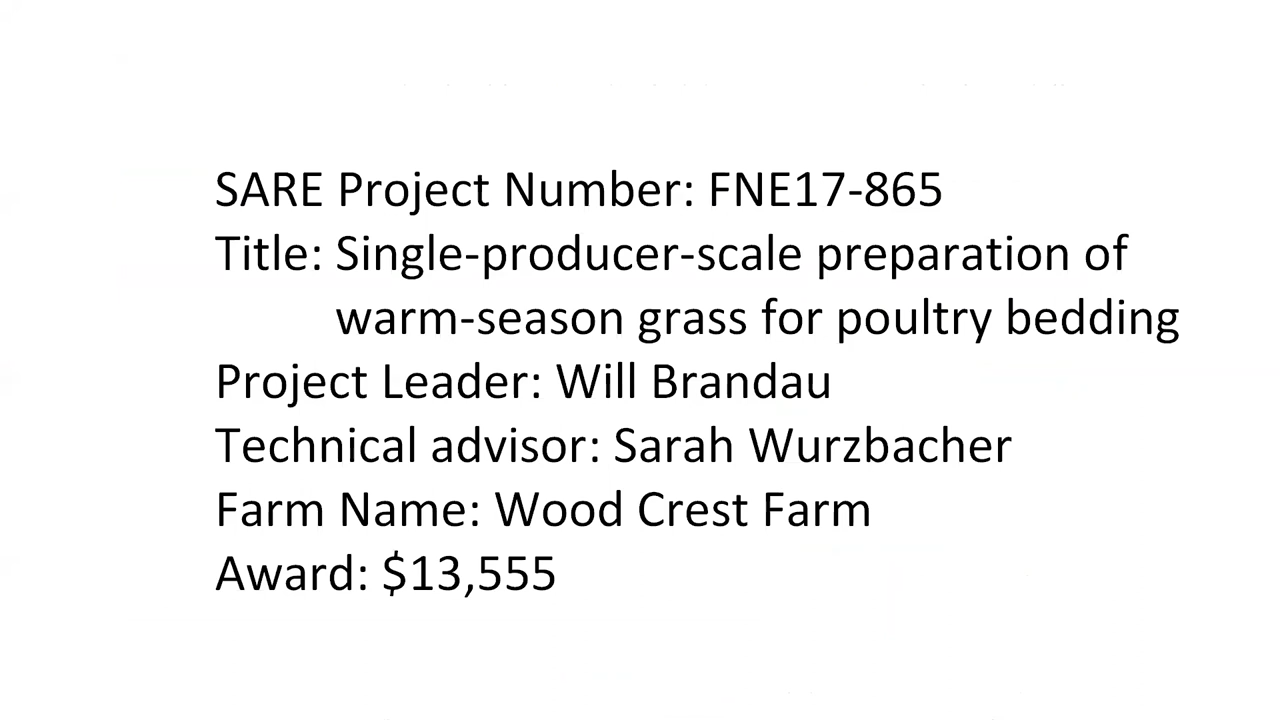 SARE Project Number: FNE17-865
Title: Single-producer-scale preparation of
warm-season grass for poultry bedding
Project Leader: Will Brandau
Technical advisor: Sarah Wurzbacher
Farm Name: Wood Crest Farm
Award: $13,555